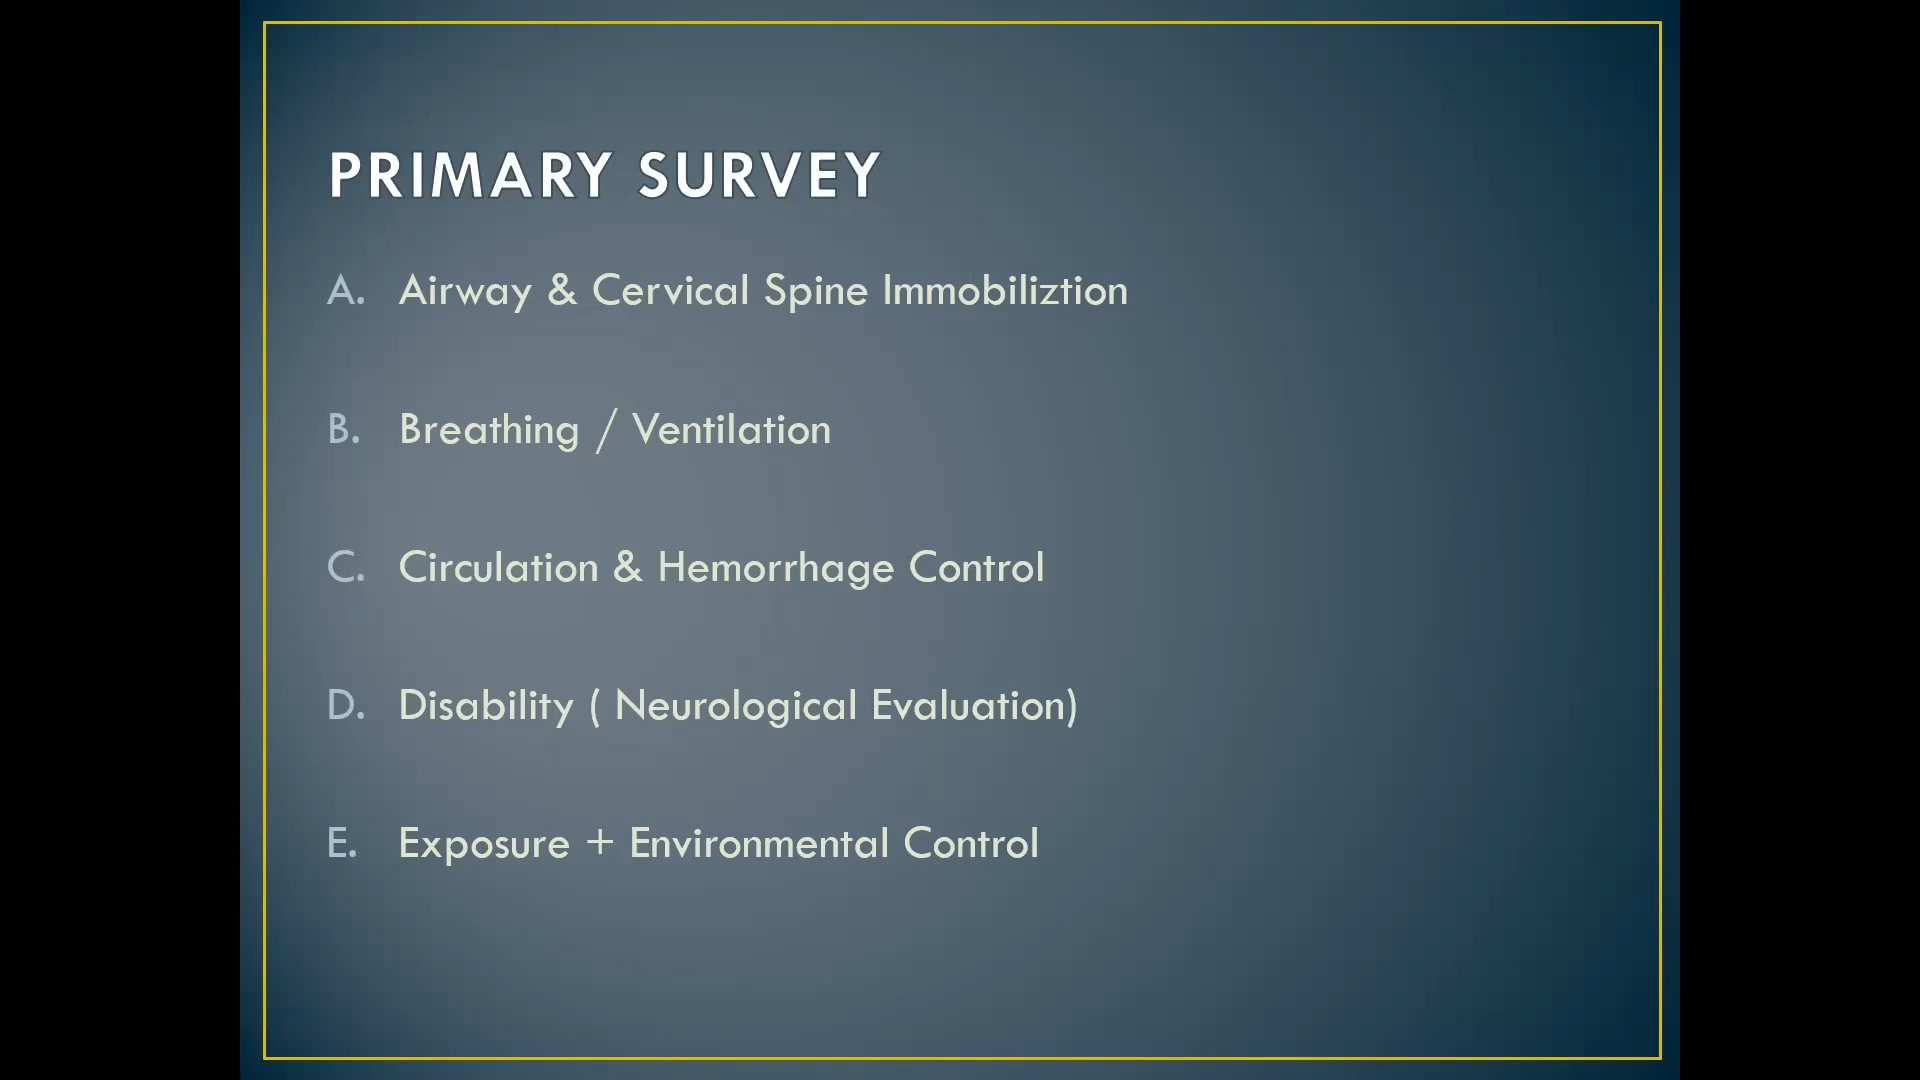 PRIMARY SURVEY
A. Airway & Cervical Spine Immobiliztion
B. Breathing / Ventilation
C. Circulation & Hemorrhage Control
D. Disability ( Neurological Evaluation)
E. Exposure + Environmental Control